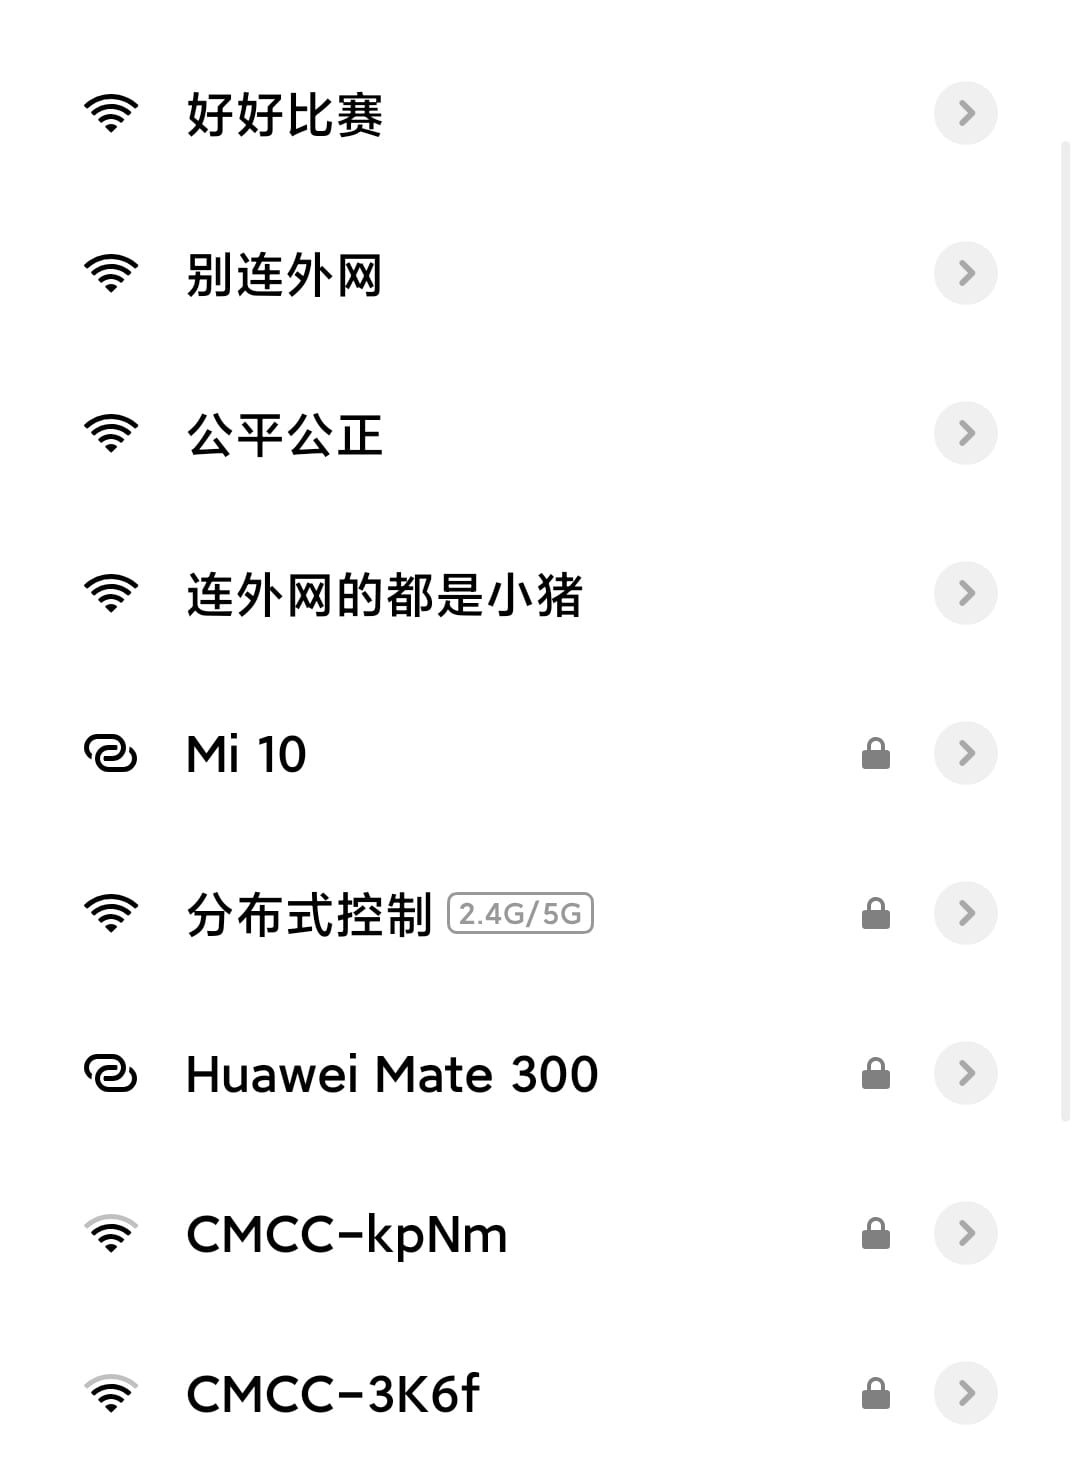 好好比赛
别连外网
公平公正
连外网的都是小猪
Mi 10
分布式控制 2.4G/5G
Huawei Mate 300
CMCC-kpNm
CMCC-3K6f